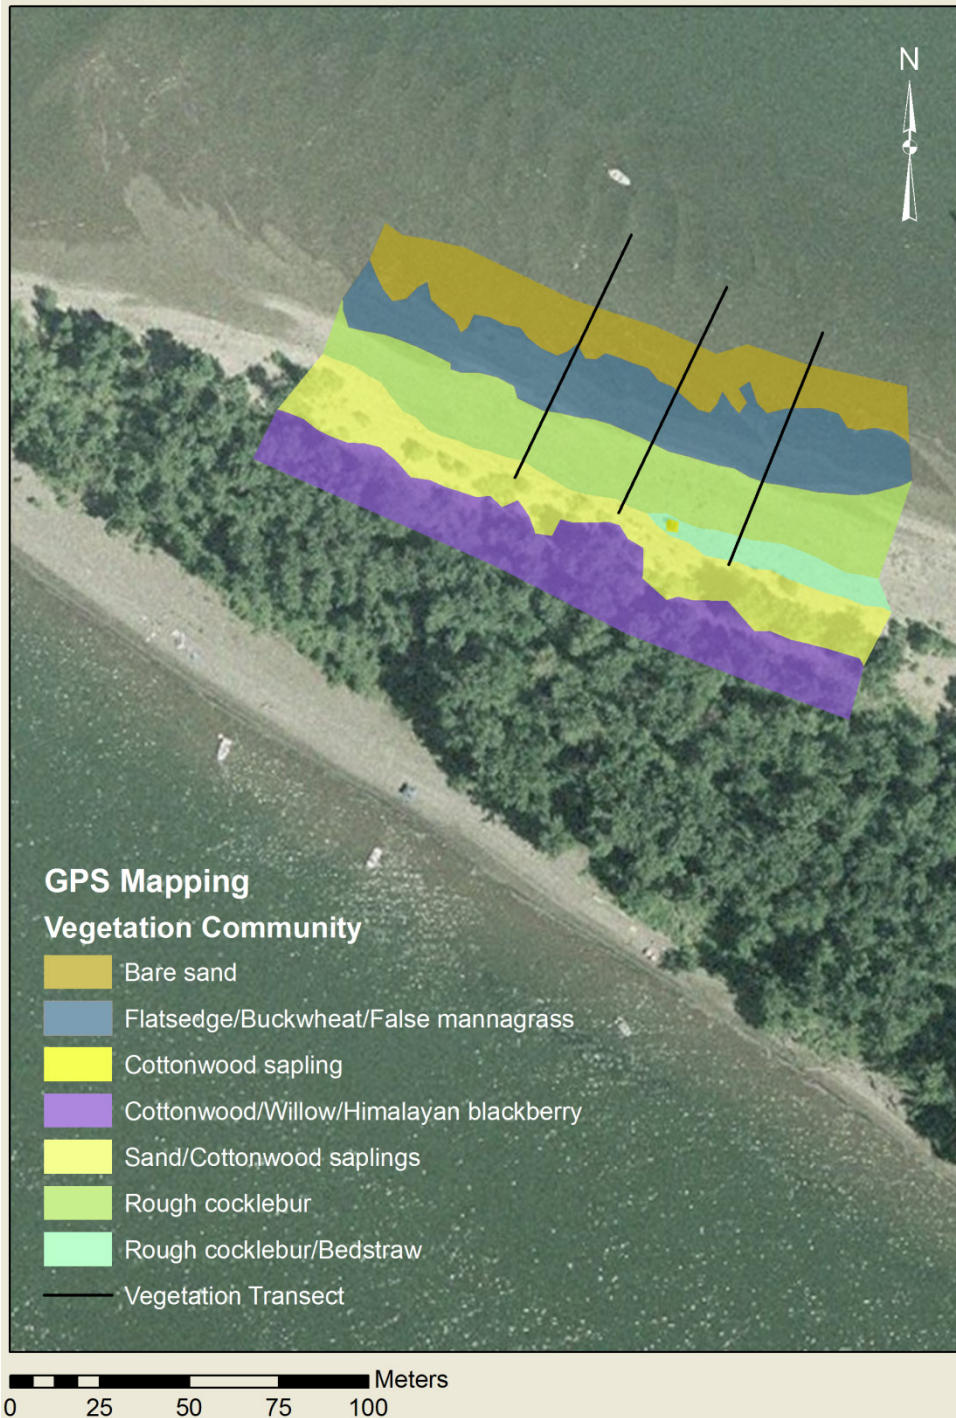 N
GPS Mapping
Vegetation Community
Bare sand
Flatsedge/Buckwheat/False mannagrass
Cottonwood sapling
Cottonwood/Willow/Himalayan blackberry
Sand/Cottonwood saplings
Rough cocklebur
Rough cocklebur/Bedstraw
Vegetation Transect
Meters
0 25 50 75 100